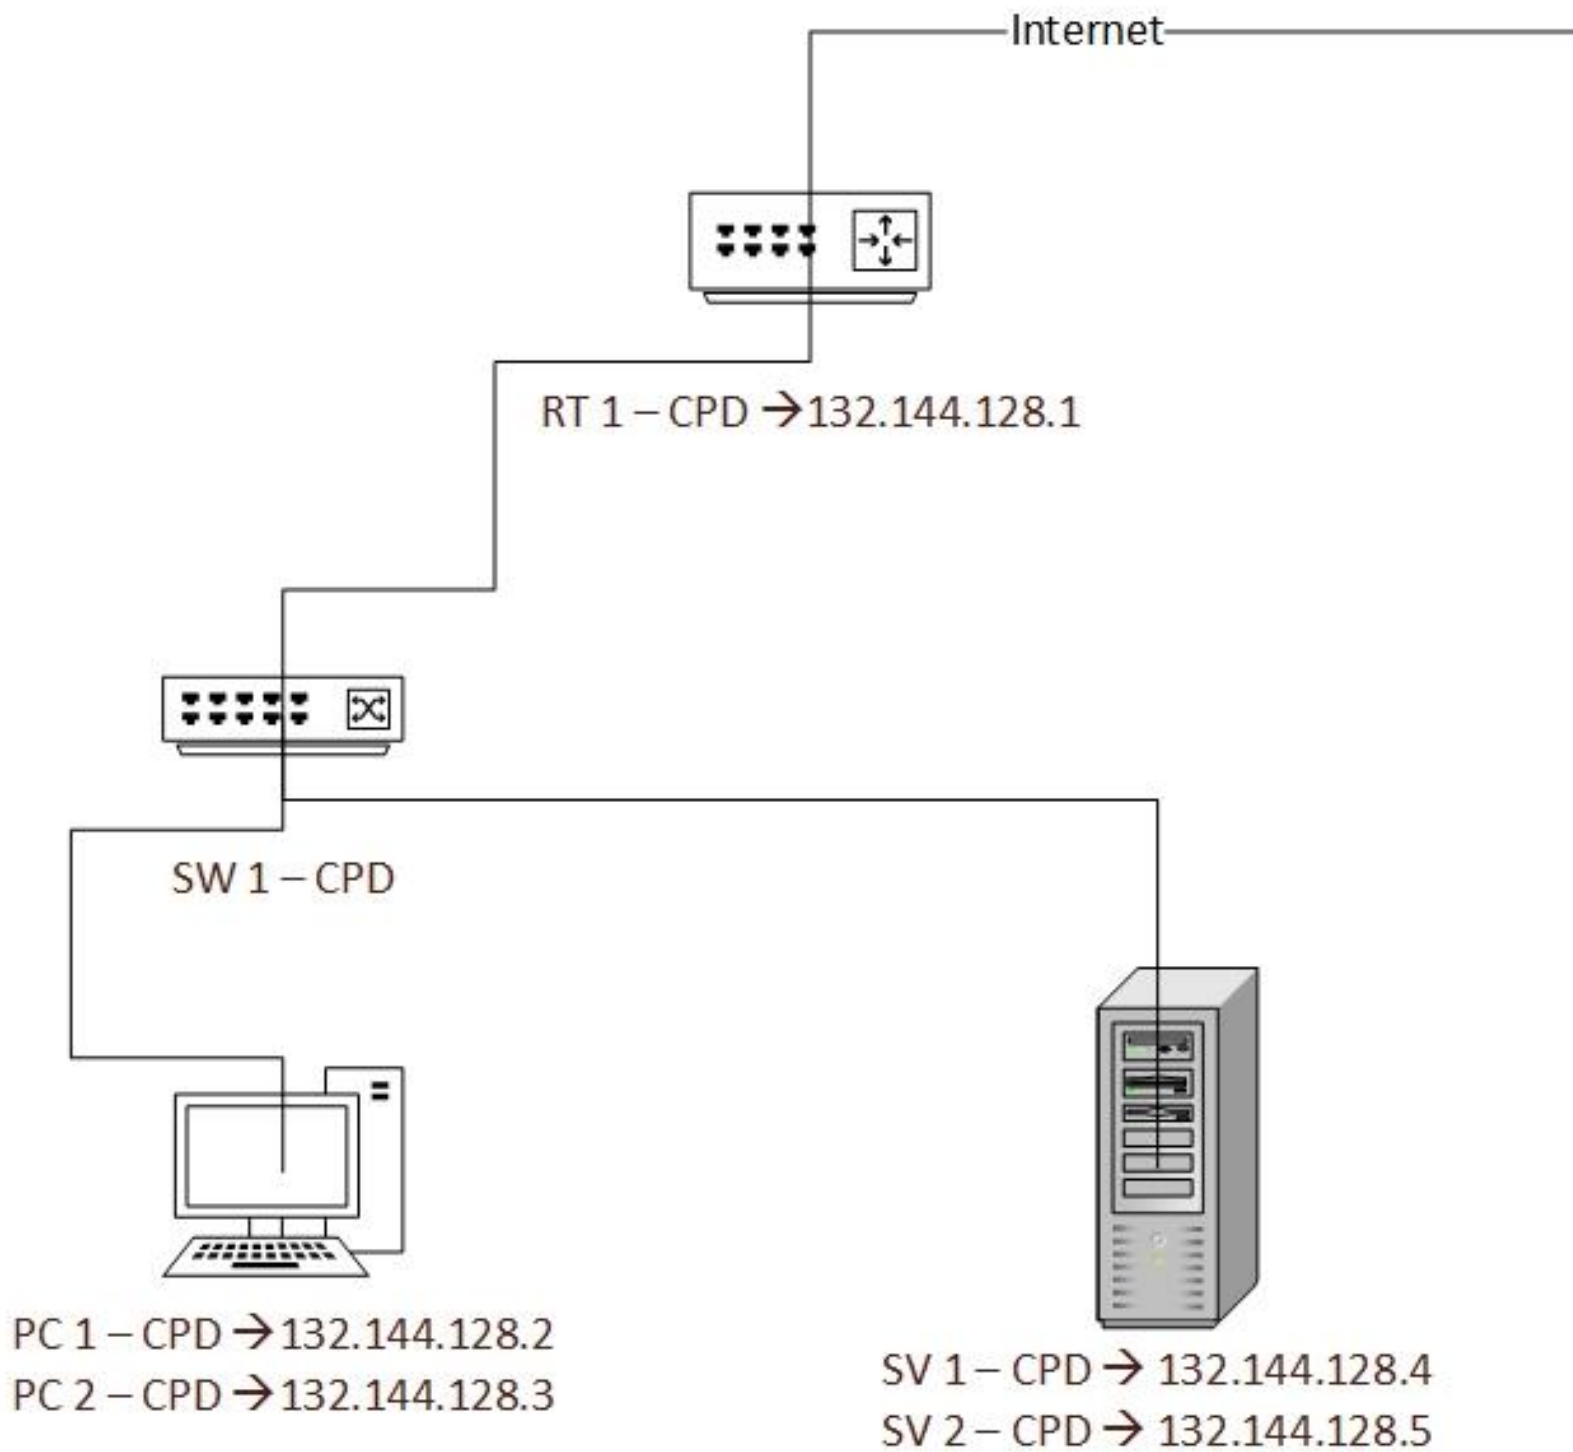 Internet
RT 1 – CPD → 132.144.128.1
SW 1 – CPD
PC 1 – CPD → 132.144.128.2
PC 2 – CPD → 132.144.128.3
SV 1 – CPD → 132.144.128.4
SV 2 – CPD → 132.144.128.5